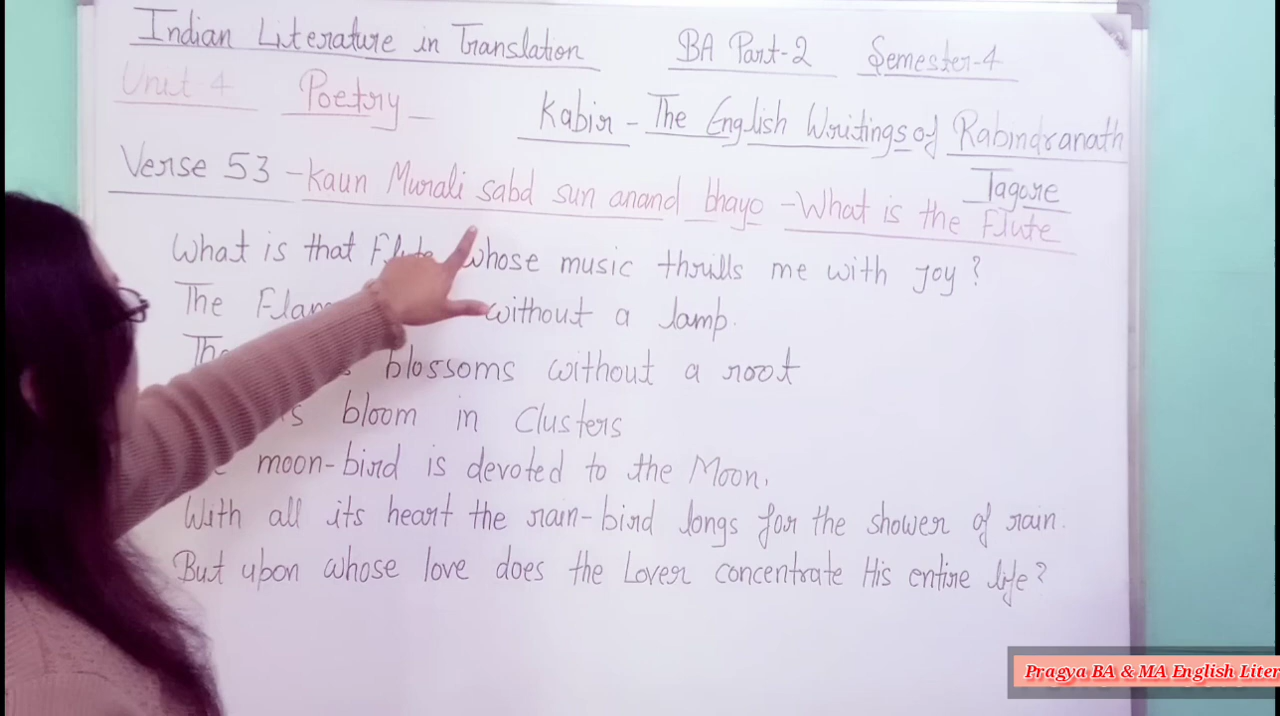 Indian Literature in Translation BA Part-2 Semester-4
Unit 4 Poetry
Kabir - The English Writings of Rabindranath
Tagore
Verse 53 - Kaun Murali sabd sun anand bhayo - What is the Flute
What is that Flute whose music thrills me with joy?
The without a lamp.
blossoms without a root
bloom in Clusters
moon-bird is devoted to the Moon.
With all its heart the rain-bird longs for the shower of rain.
But upon whose love does the Lover concentrate His entire life?
Pragya BA & MA English